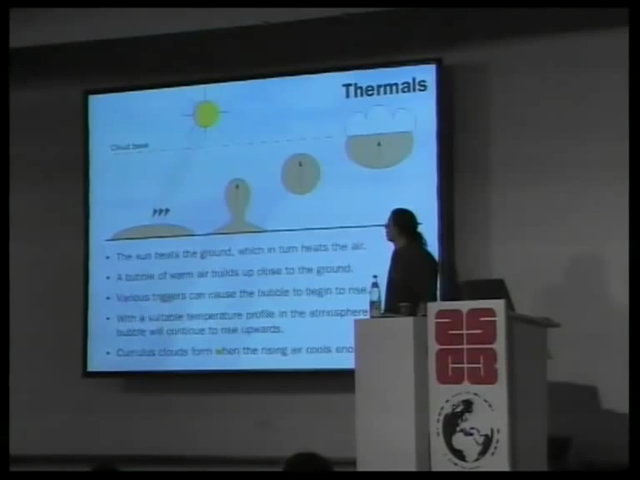 Thermals
Cloud base
• The sun heats the ground, which in turn heats the air.
• A bubble of warm air builds up close to the ground.
• Various triggers can cause the bubble to begin to rise.
• With a suitable temperature profile in the atmosphere
bubble will continue to rise upwards.
• Cumulus clouds form when the rising air cools